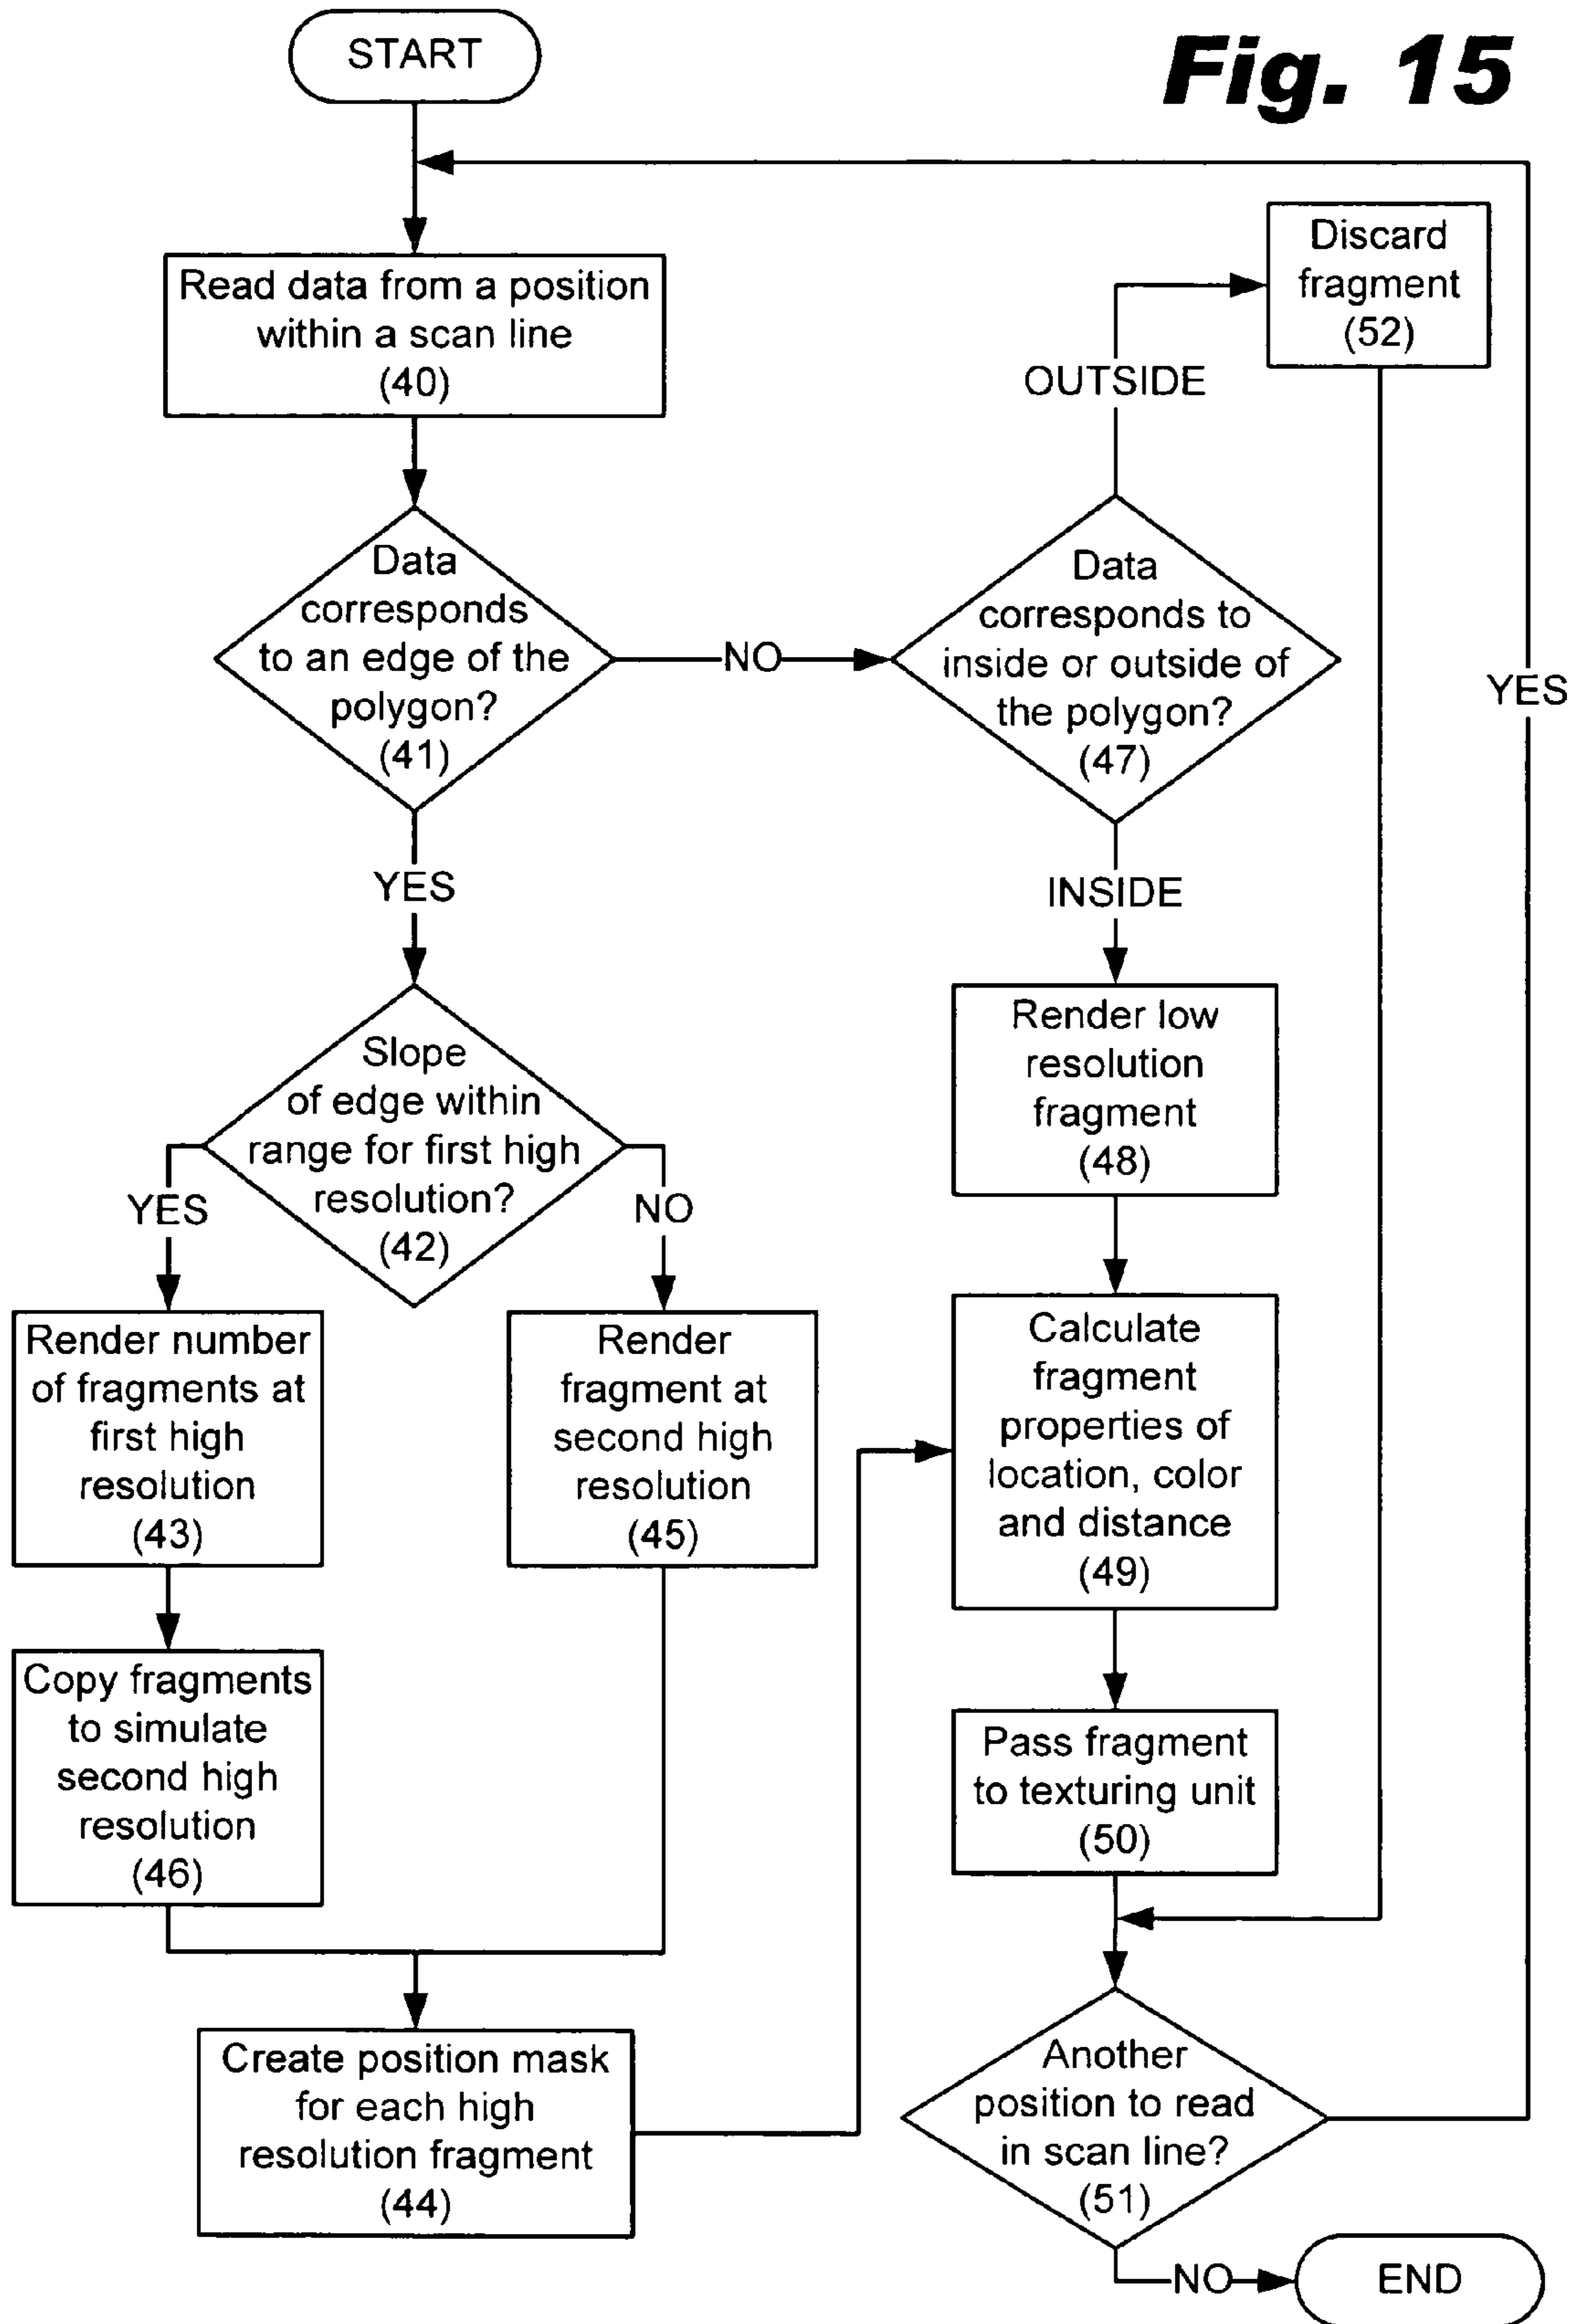 START
Fig. 15
Discard
fragment
(52)
Read data from a position
within a scan line
(40)
OUTSIDE
Data
corresponds
to an edge of the
polygon?
(41)
NO
Data
corresponds to
inside or outside of
the polygon?
(47)
YES
YES
INSIDE
Slope
of edge within
range for first high
resolution?
(42)
YES
NO
Render low
resolution
fragment
(48)
Render number
of fragments at
first high
resolution
(43)
Render
fragment at
second high
resolution
(45)
Calculate
fragment
properties of
location, color
and distance
(49)
Copy fragments
to simulate
second high
resolution
(46)
Pass fragment
to texturing unit
(50)
Create position mask
for each high
resolution fragment
(44)
Another
position to read
in scan line?
(51)
NO
END